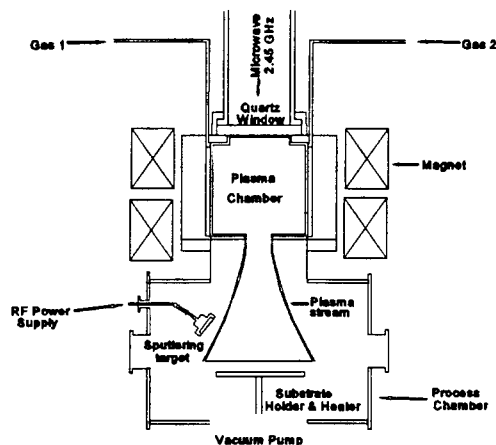 Gas 1
Microwave
2.45 GHz
Gas 2
Quartz
Window
Magnet
Plasma
Chamber
RF Power
Supply
Plasma
stream
Sputtering
target
Substrate
Holder & Heater
Process
Chamber
Vacuum Pump